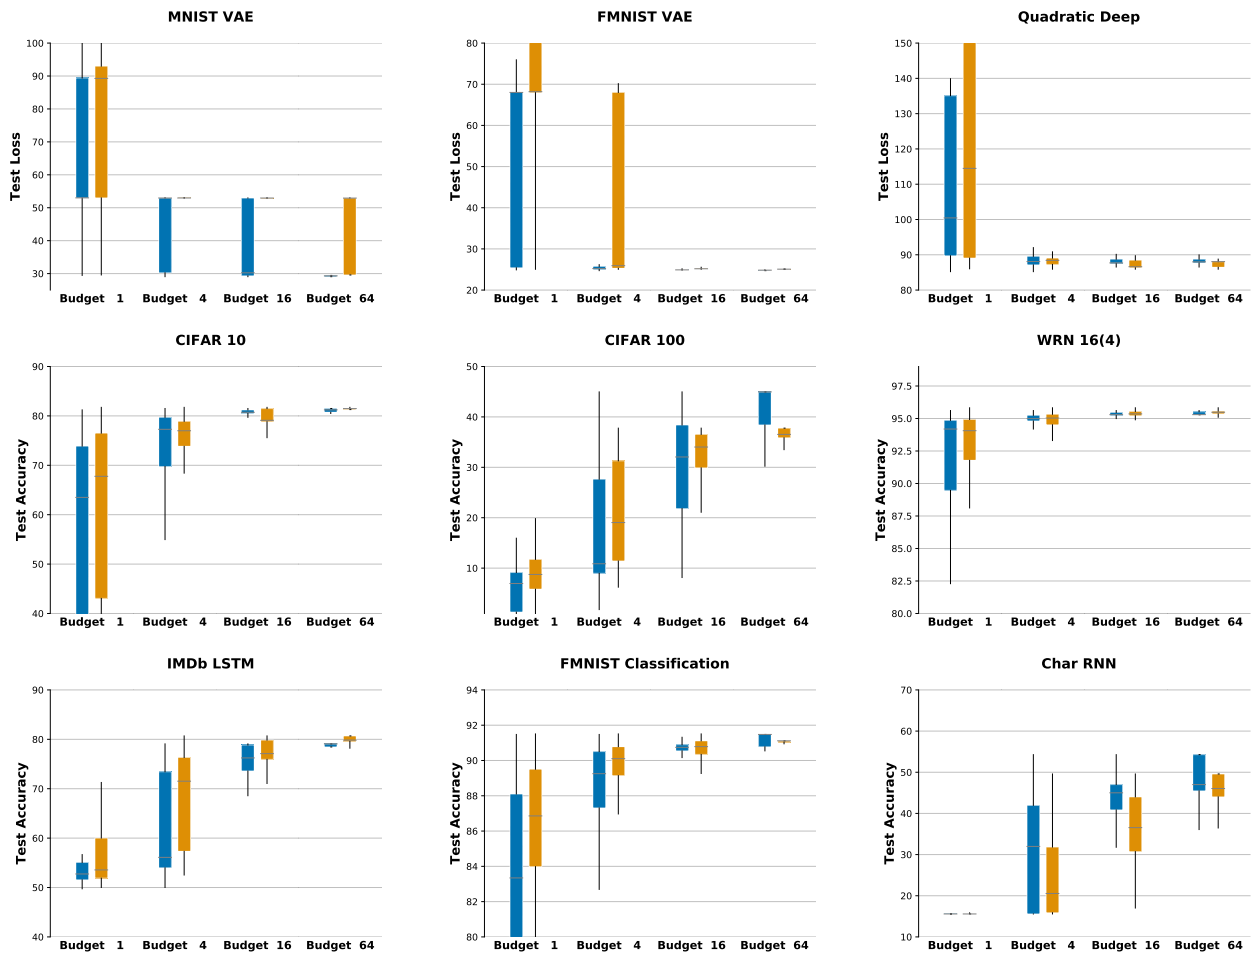 MNIST VAE
100
90
80
70
60
50
40
30
Test Loss
Budget 1 Budget 4 Budget 16 Budget 64
FMNIST VAE
80
70
60
50
40
30
20
Test Loss
Budget 1 Budget 4 Budget 16 Budget 64
Quadratic Deep
150
140
130
120
110
100
90
80
Test Loss
Budget 1 Budget 4 Budget 16 Budget 64
CIFAR 10
90
80
70
60
50
40
Test Accuracy
Budget 1 Budget 4 Budget 16 Budget 64
CIFAR 100
50
40
30
20
10
Test Accuracy
Budget 1 Budget 4 Budget 16 Budget 64
WRN 16(4)
97.5
95.0
92.5
90.0
87.5
85.0
82.5
80.0
Test Accuracy
Budget 1 Budget 4 Budget 16 Budget 64
IMDb LSTM
90
80
70
60
50
40
Test Accuracy
Budget 1 Budget 4 Budget 16 Budget 64
FMNIST Classification
94
92
90
88
86
84
82
80
Test Accuracy
Budget 1 Budget 4 Budget 16 Budget 64
Char RNN
70
60
50
40
30
20
10
Test Accuracy
Budget 1 Budget 4 Budget 16 Budget 64